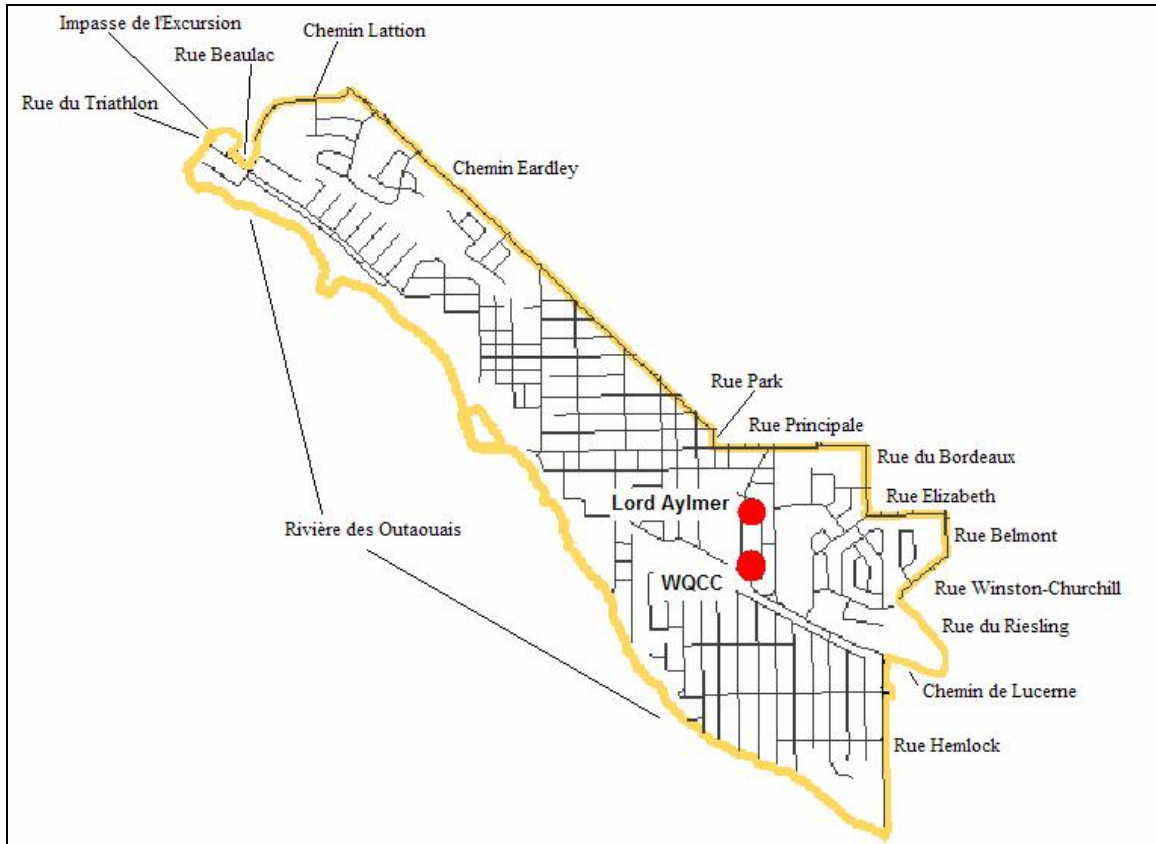 Impasse de l'Excursion
Chemin Lattion
Rue Beaulac
Rue du Triathlon
Chemin Eardley
Rue Park
Rue Principale
Rue du Bordeaux
Rue Elizabeth
Lord Aylmer
Rivière des Outaouais
Rue Belmont
WQCC
Rue Winston-Churchill
Rue du Riesling
Chemin de Lucerne
Rue Hemlock